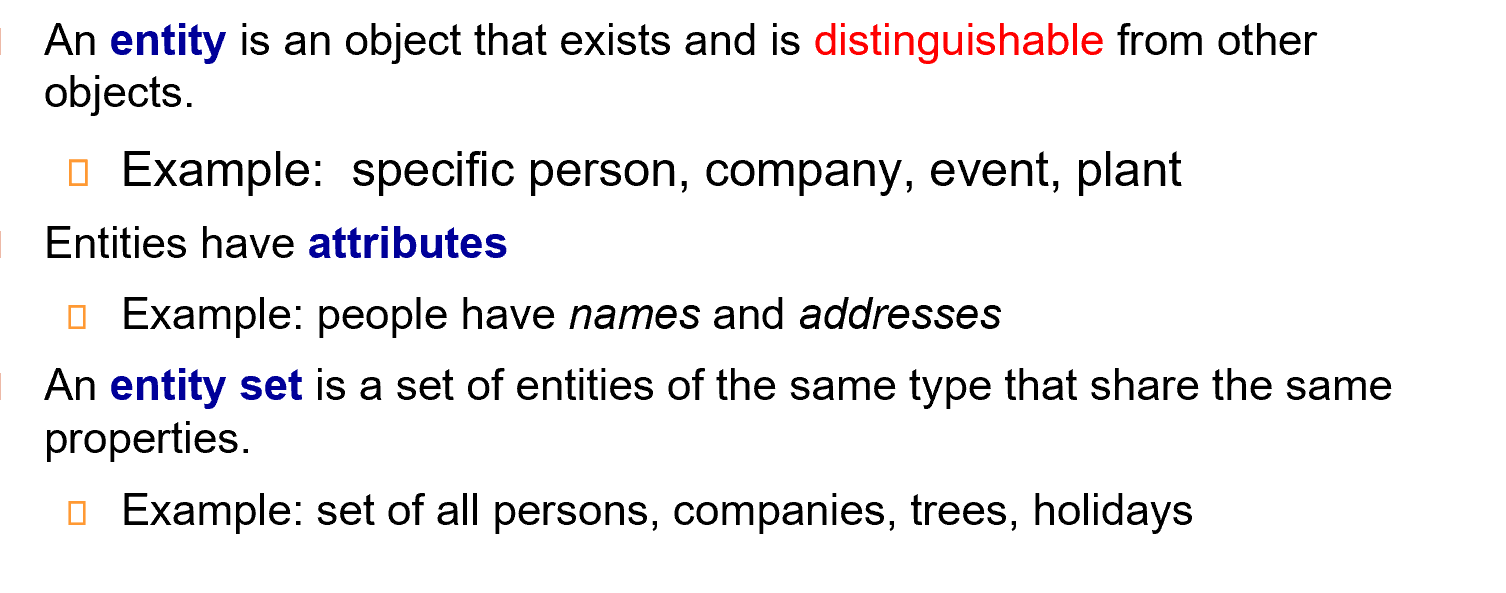 An entity is an object that exists and is distinguishable from other
objects.
Example:  specific person, company, event, plant
Entities have attributes
Example: people have names and addresses
An entity set is a set of entities of the same type that share the same
properties.
Example: set of all persons, companies, trees, holidays